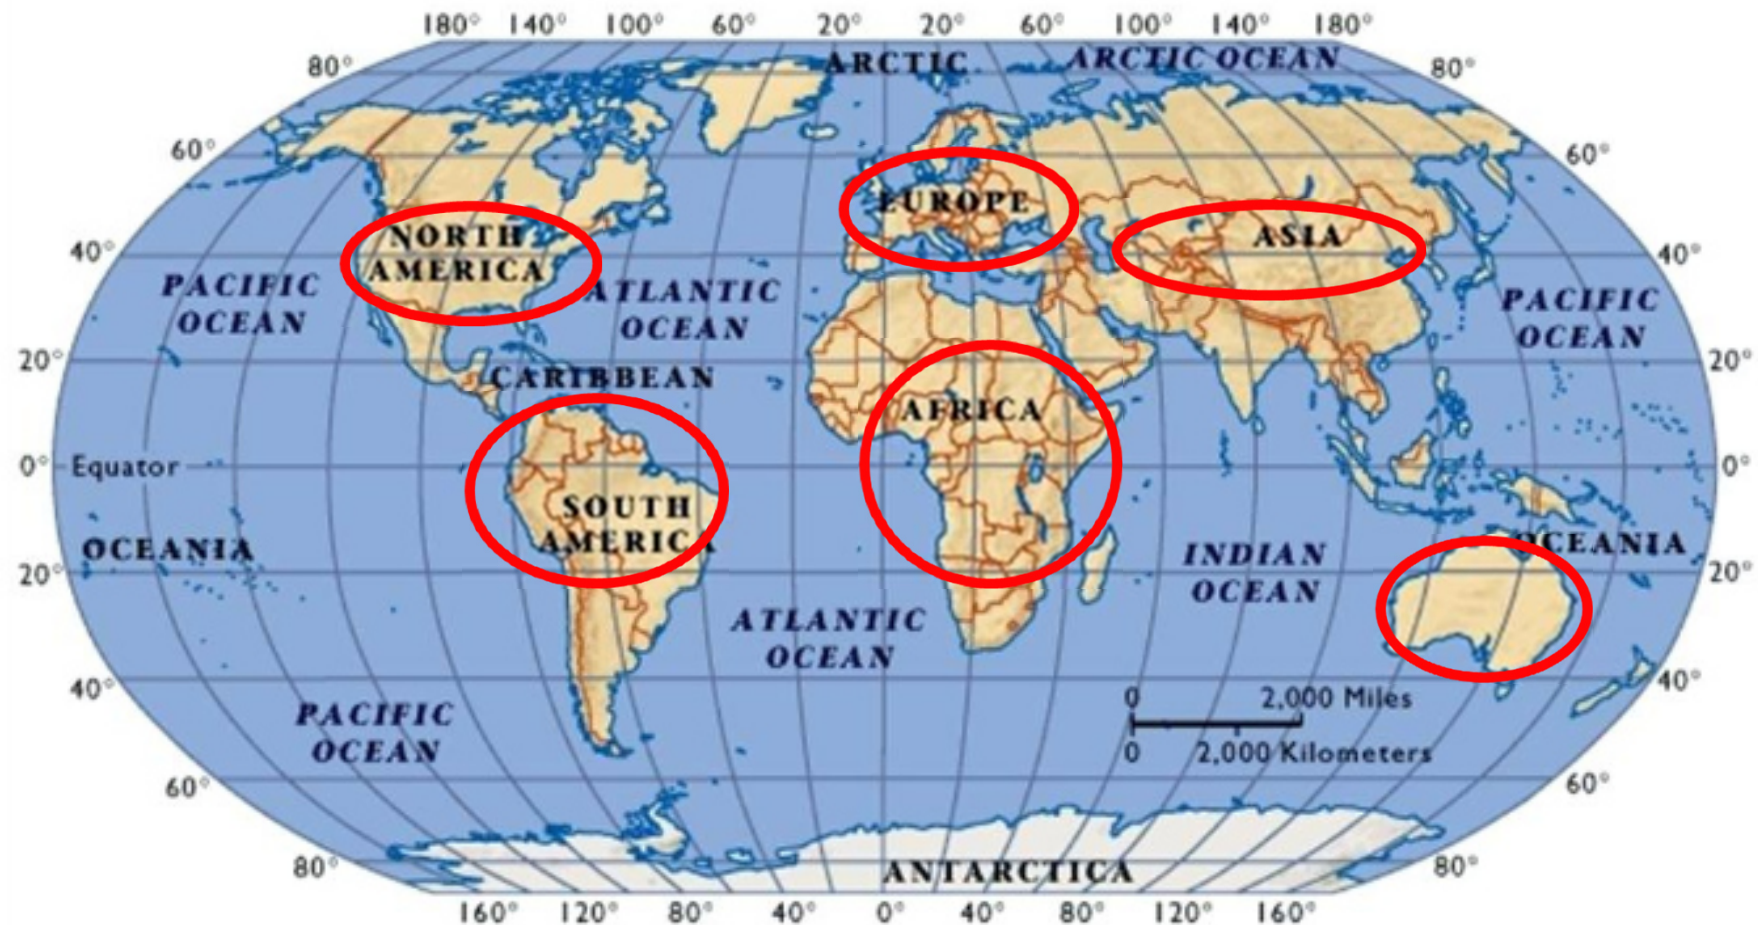 180° 140° 100° 60° 20° 20° 60° 100° 140° 180°
ARCTIC
ARCTIC OCEAN
80° 80°
60° 60°
EUROPE
NORTH
AMERICA
ASIA
40° 40°
PACIFIC
OCEAN
ATLANTIC
OCEAN
PACIFIC
OCEAN
20° 20°
CARIBBEAN
AFRICA
0° Equator 0°
SOUTH
AMERICA
OCEANIA
INDIAN
OCEAN
OCEANIA
20° 20°
ATLANTIC
OCEAN
40° 40°
0 2,000 Miles
0 2,000 Kilometers
PACIFIC
OCEAN
60° 60°
80° 80°
ANTARCTICA
160° 120° 80° 40° 0° 40° 80° 120° 160°